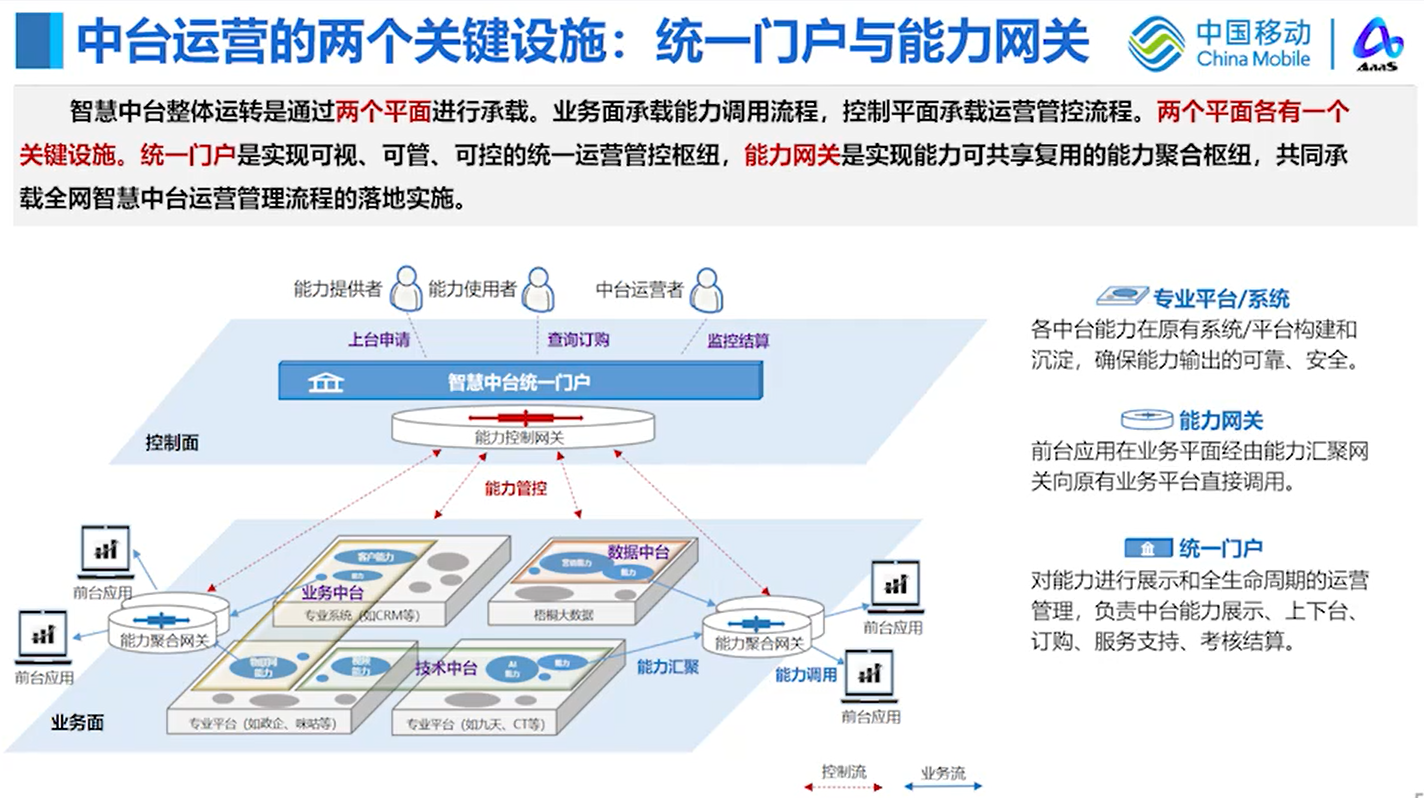 中台运营的两个关键设施：统一门户与能力网关
中国移动
China Mobile
AaaS
智慧中台整体运转是通过两个平面进行承载。业务面承载能力调用流程，控制平面承载运营管控流程。两个平面各有一个
关键设施。统一门户是实现可视、可管、可控的统一运营管控枢纽，能力网关是实现能力可共享复用的能力聚合枢纽，共同承
载全网智慧中台运营管理流程的落地实施。
能力提供者
能力使用者
中台运营者
上台申请
查询订购
监控结算
智慧中台统一门户
能力控制网关
控制面
能力管控
前台应用
前台应用
能力聚合网关
客户能力
能力
业务中台
专业系统（如CRM等）
数据中台
营销能力
能力
梧桐大数据
物联网
能力
视频
能力
专业平台（如政企、咪咕等）
技术中台
AI
能力
能力
专业平台（如九天、CT等）
能力汇聚
能力聚合网关
能力调用
前台应用
前台应用
业务面
控制流
业务流
专业平台/系统
各中台能力在原有系统/平台构建和
沉淀，确保能力输出的可靠、安全。
能力网关
前台应用在业务平面经由能力汇聚网
关向原有业务平台直接调用。
统一门户
对能力进行展示和全生命周期的运营
管理，负责中台能力展示、上下台、
订购、服务支持、考核结算。